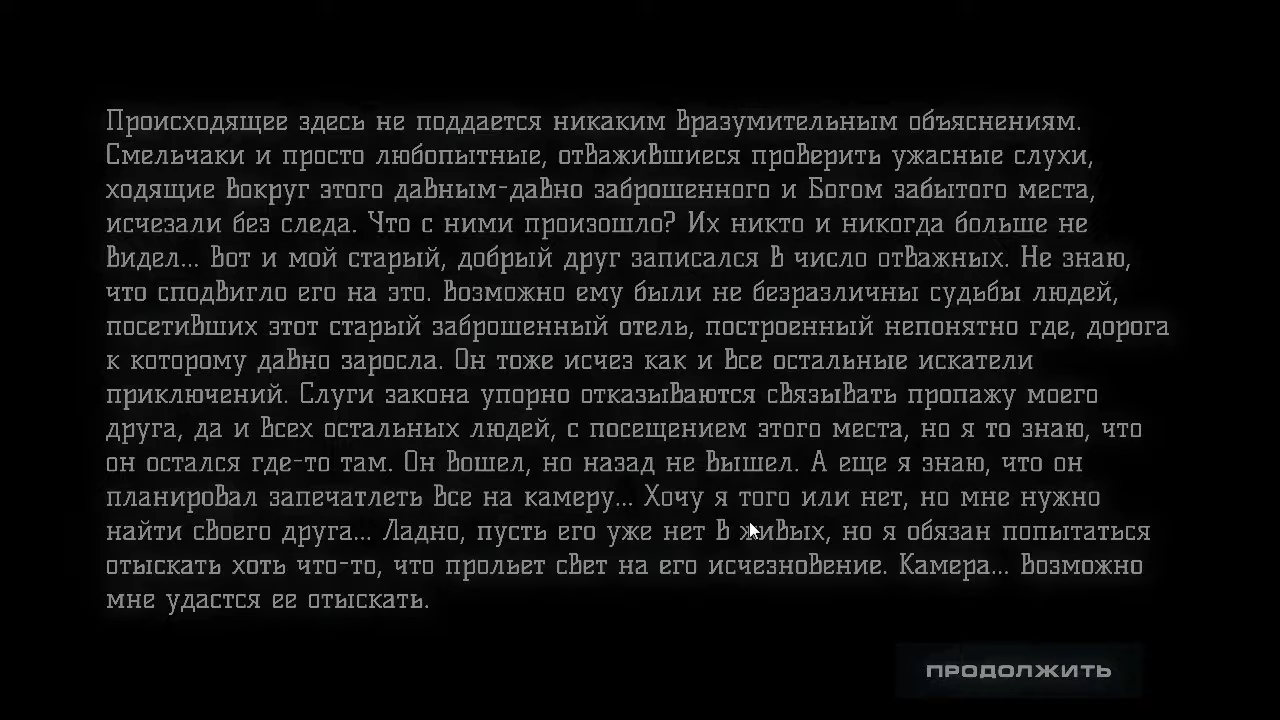 Происходящее здесь не поддается никаким вразумительным объяснениям.
Смельчаки и просто любопытные, отважившиеся проверить ужасные слухи,
ходящие вокруг этого давным-давно заброшенного и Богом забытого места,
исчезали без следа. Что с ними произошло? Их никто и никогда больше не
видел... Вот и мой старый, добрый друг записался в число отважных. Не знаю,
что сподвигло его на это. Возможно ему были не безразличны судьбы людей,
посетивших этот старый заброшенный отель, построенный непонятно где, дорога
к которому давно заросла. Он тоже исчез как и все остальные искатели
приключений. Слуги закона упорно отказываются связывать пропажу моего
друга, да и всех остальных людей, с посещением этого места, но я то знаю, что
он остался где-то там. Он вошел, но назад не вышел. А еще я знаю, что он
планировал запечатлеть все на камеру... Хочу я того или нет, но мне нужно
найти своего друга... Ладно, пусть его уже нет в живых, но я обязан попытаться
отыскать хоть что-то, что прольет свет на его исчезновение. Камера... Возможно
мне удастся ее отыскать.
ПРОДОЛЖИТЬ